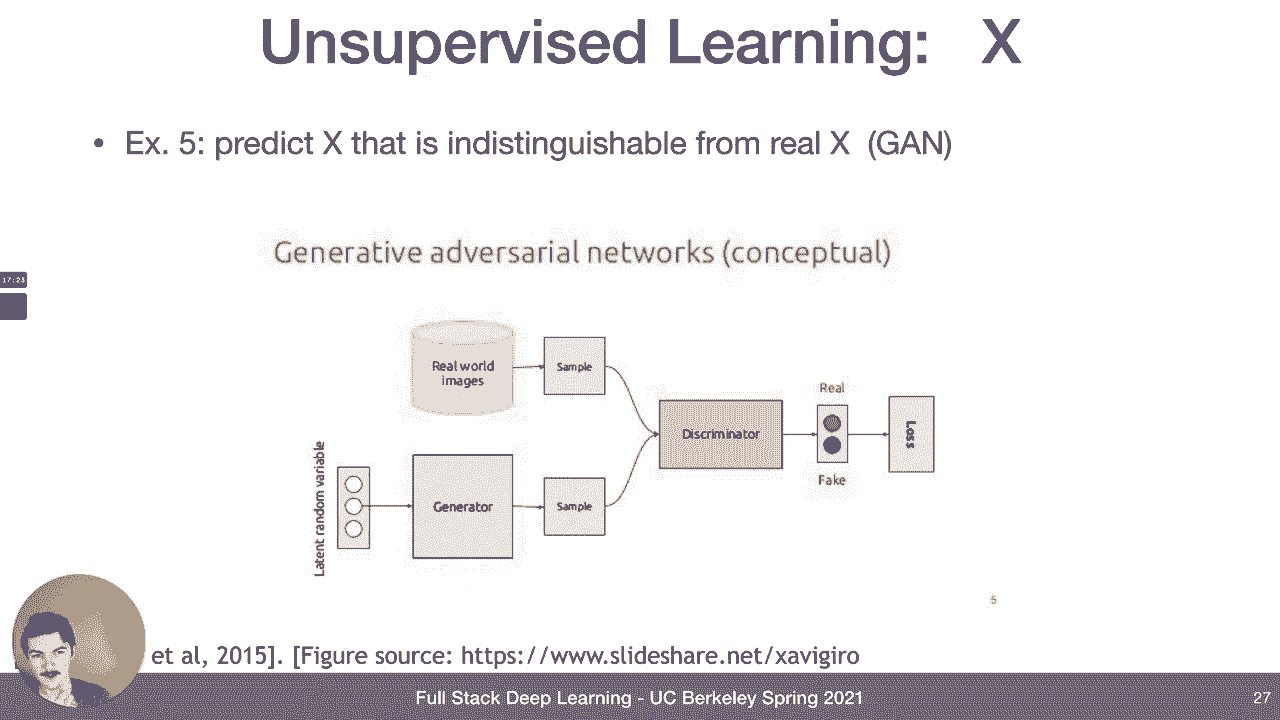 Unsupervised Learning: X
• Ex. 5: predict X that is indistinguishable from real X (GAN)
Generative adversarial networks (conceptual)
17:23
Real world
images
Sample
Latent random variable
Generator
Sample
Discriminator
Real
Fake
Loss
5
et al, 2015]. [Figure source: https://www.slideshare.net/xavigiro
Full Stack Deep Learning - UC Berkeley Spring 2021
27